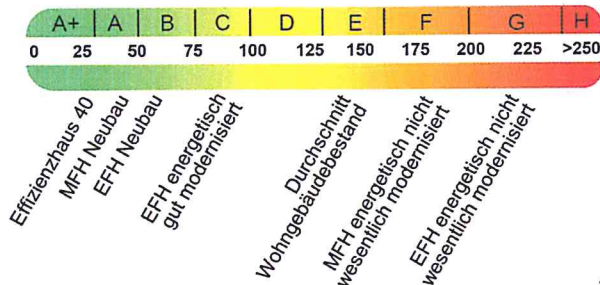 A+ A B C D E F G H
0 25 50 75 100 125 150 175 200 225 >250
Effizienzhaus 40
MFH Neubau
EFH Neubau
EFH energetisch
gut modernisiert
Durchschnitt
Wohngebäudebestand
MFH energetisch nicht
wesentlich modernisiert
EFH energetisch nicht
wesentlich modernisiert